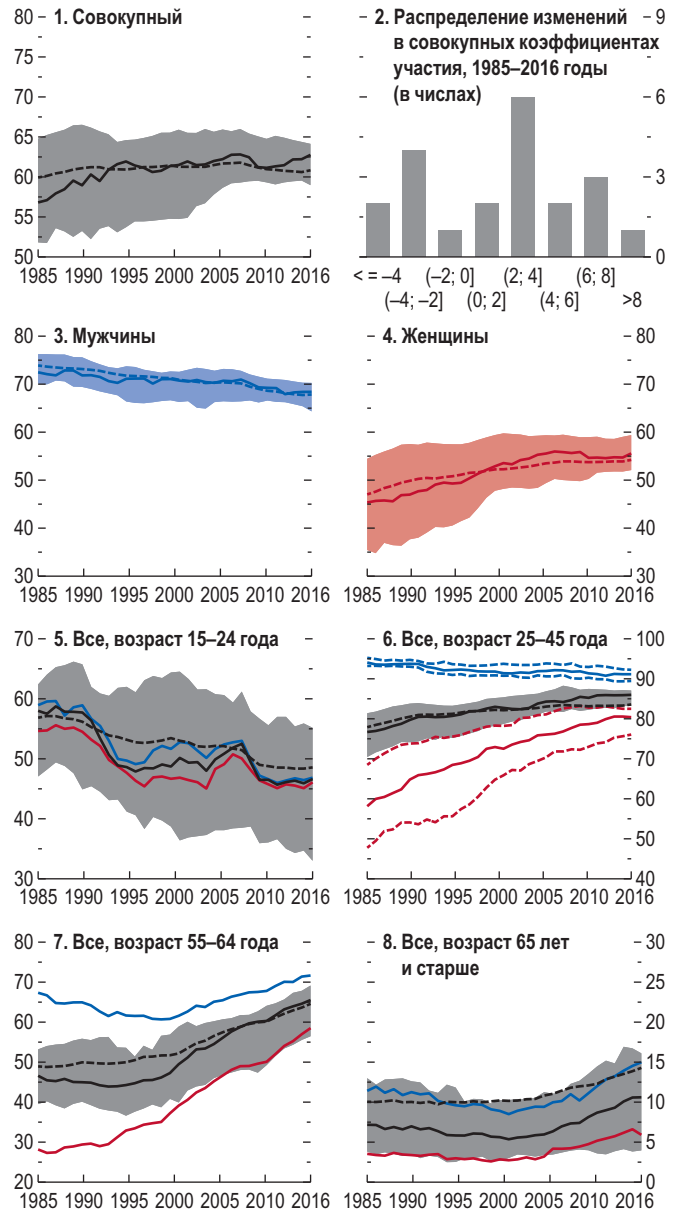 1. Совокупный
80
75
70
65
60
55
50
1985 1990 1995 2000 2005 2010 2016
2. Распределение изменений
в совокупных коэффициентах
участия, 1985–2016 годы
(в числах)
9
6
3
0
< = –4 (–2; 0] (2; 4] (6; 8]
(–4; –2] (0; 2] (4; 6] >8
3. Мужчины
80
70
60
50
40
30
1985 1990 1995 2000 2005 2010 2016
4. Женщины
80
70
60
50
40
30
1985 1990 1995 2000 2005 2010 2016
5. Все, возраст 15–24 года
70
60
50
40
30
1985 1990 1995 2000 2005 2010 2016
6. Все, возраст 25–45 года
100
90
80
70
60
50
40
1985 1990 1995 2000 2005 2010 2016
7. Все, возраст 55–64 года
80
70
60
50
40
30
20
1985 1990 1995 2000 2005 2010 2016
8. Все, возраст 65 лет
и старше
30
25
20
15
10
5
0
1985 1990 1995 2000 2005 2010 2016